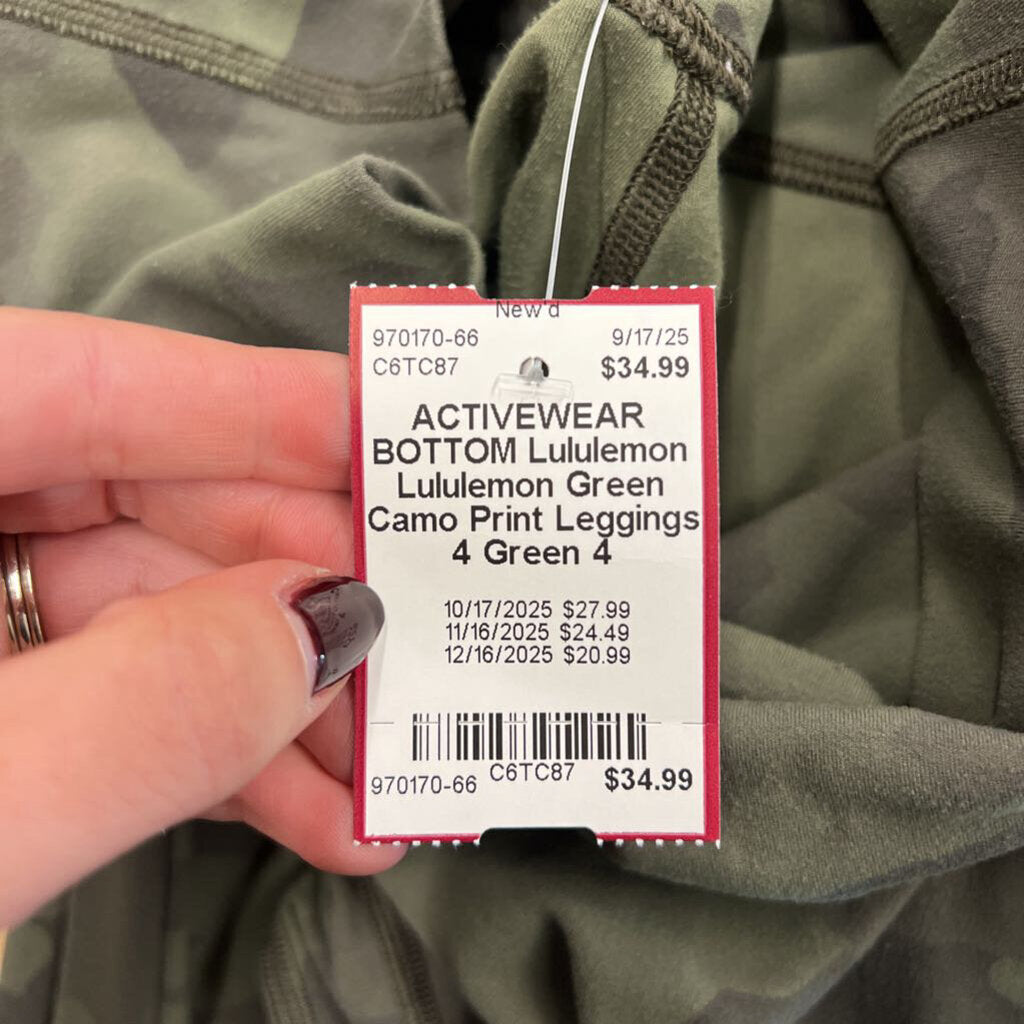 New'd
970170-66 9/17/25
C6TC87 $34.99
ACTIVEWEAR
BOTTOM Lululemon
Lululemon Green
Camo Print Leggings
4 Green 4
10/17/2025 $27.99
11/16/2025 $24.49
12/16/2025 $20.99
970170-66 C6TC87 $34.99